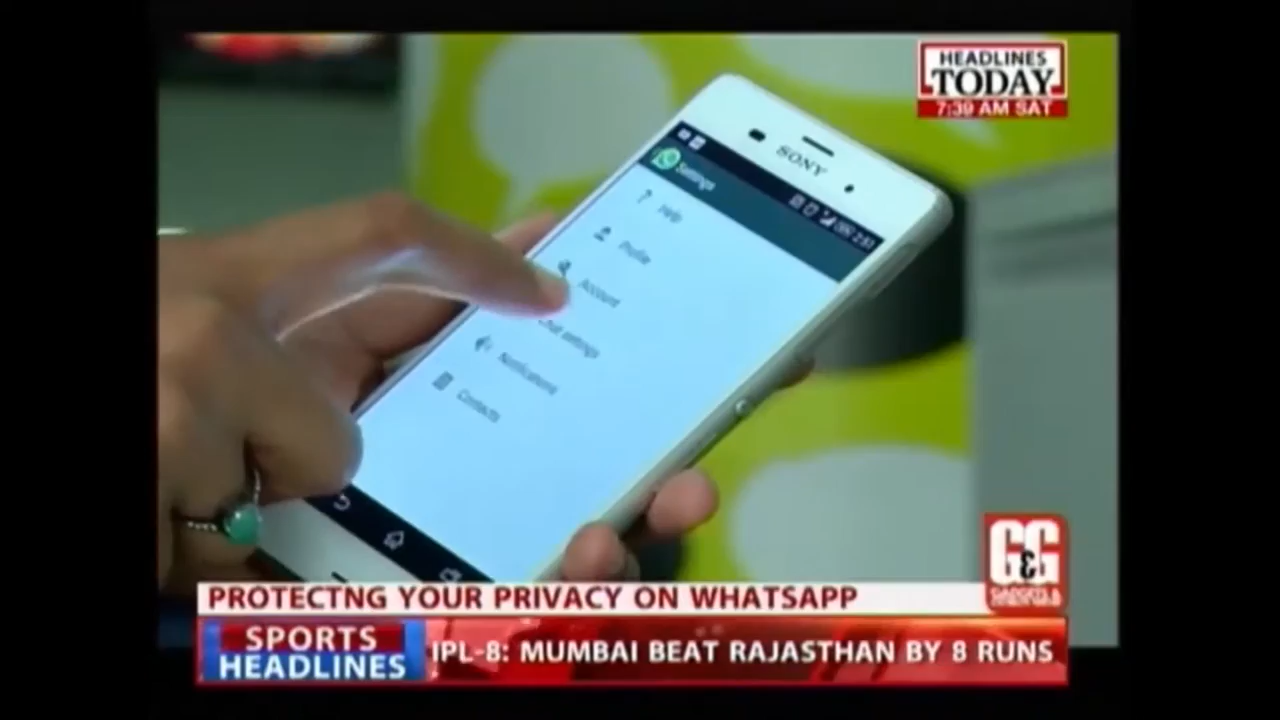 HEADLINES
TODAY
7:39 AM SAT
SONY
Settings
? Help
Profile
Account
Chat settings
Notifications
Contacts
G&G
GADGETS &
PROTECTNG YOUR PRIVACY ON WHATSAPP
SPORTS
HEADLINES
IPL-8: MUMBAI BEAT RAJASTHAN BY 8 RUNS